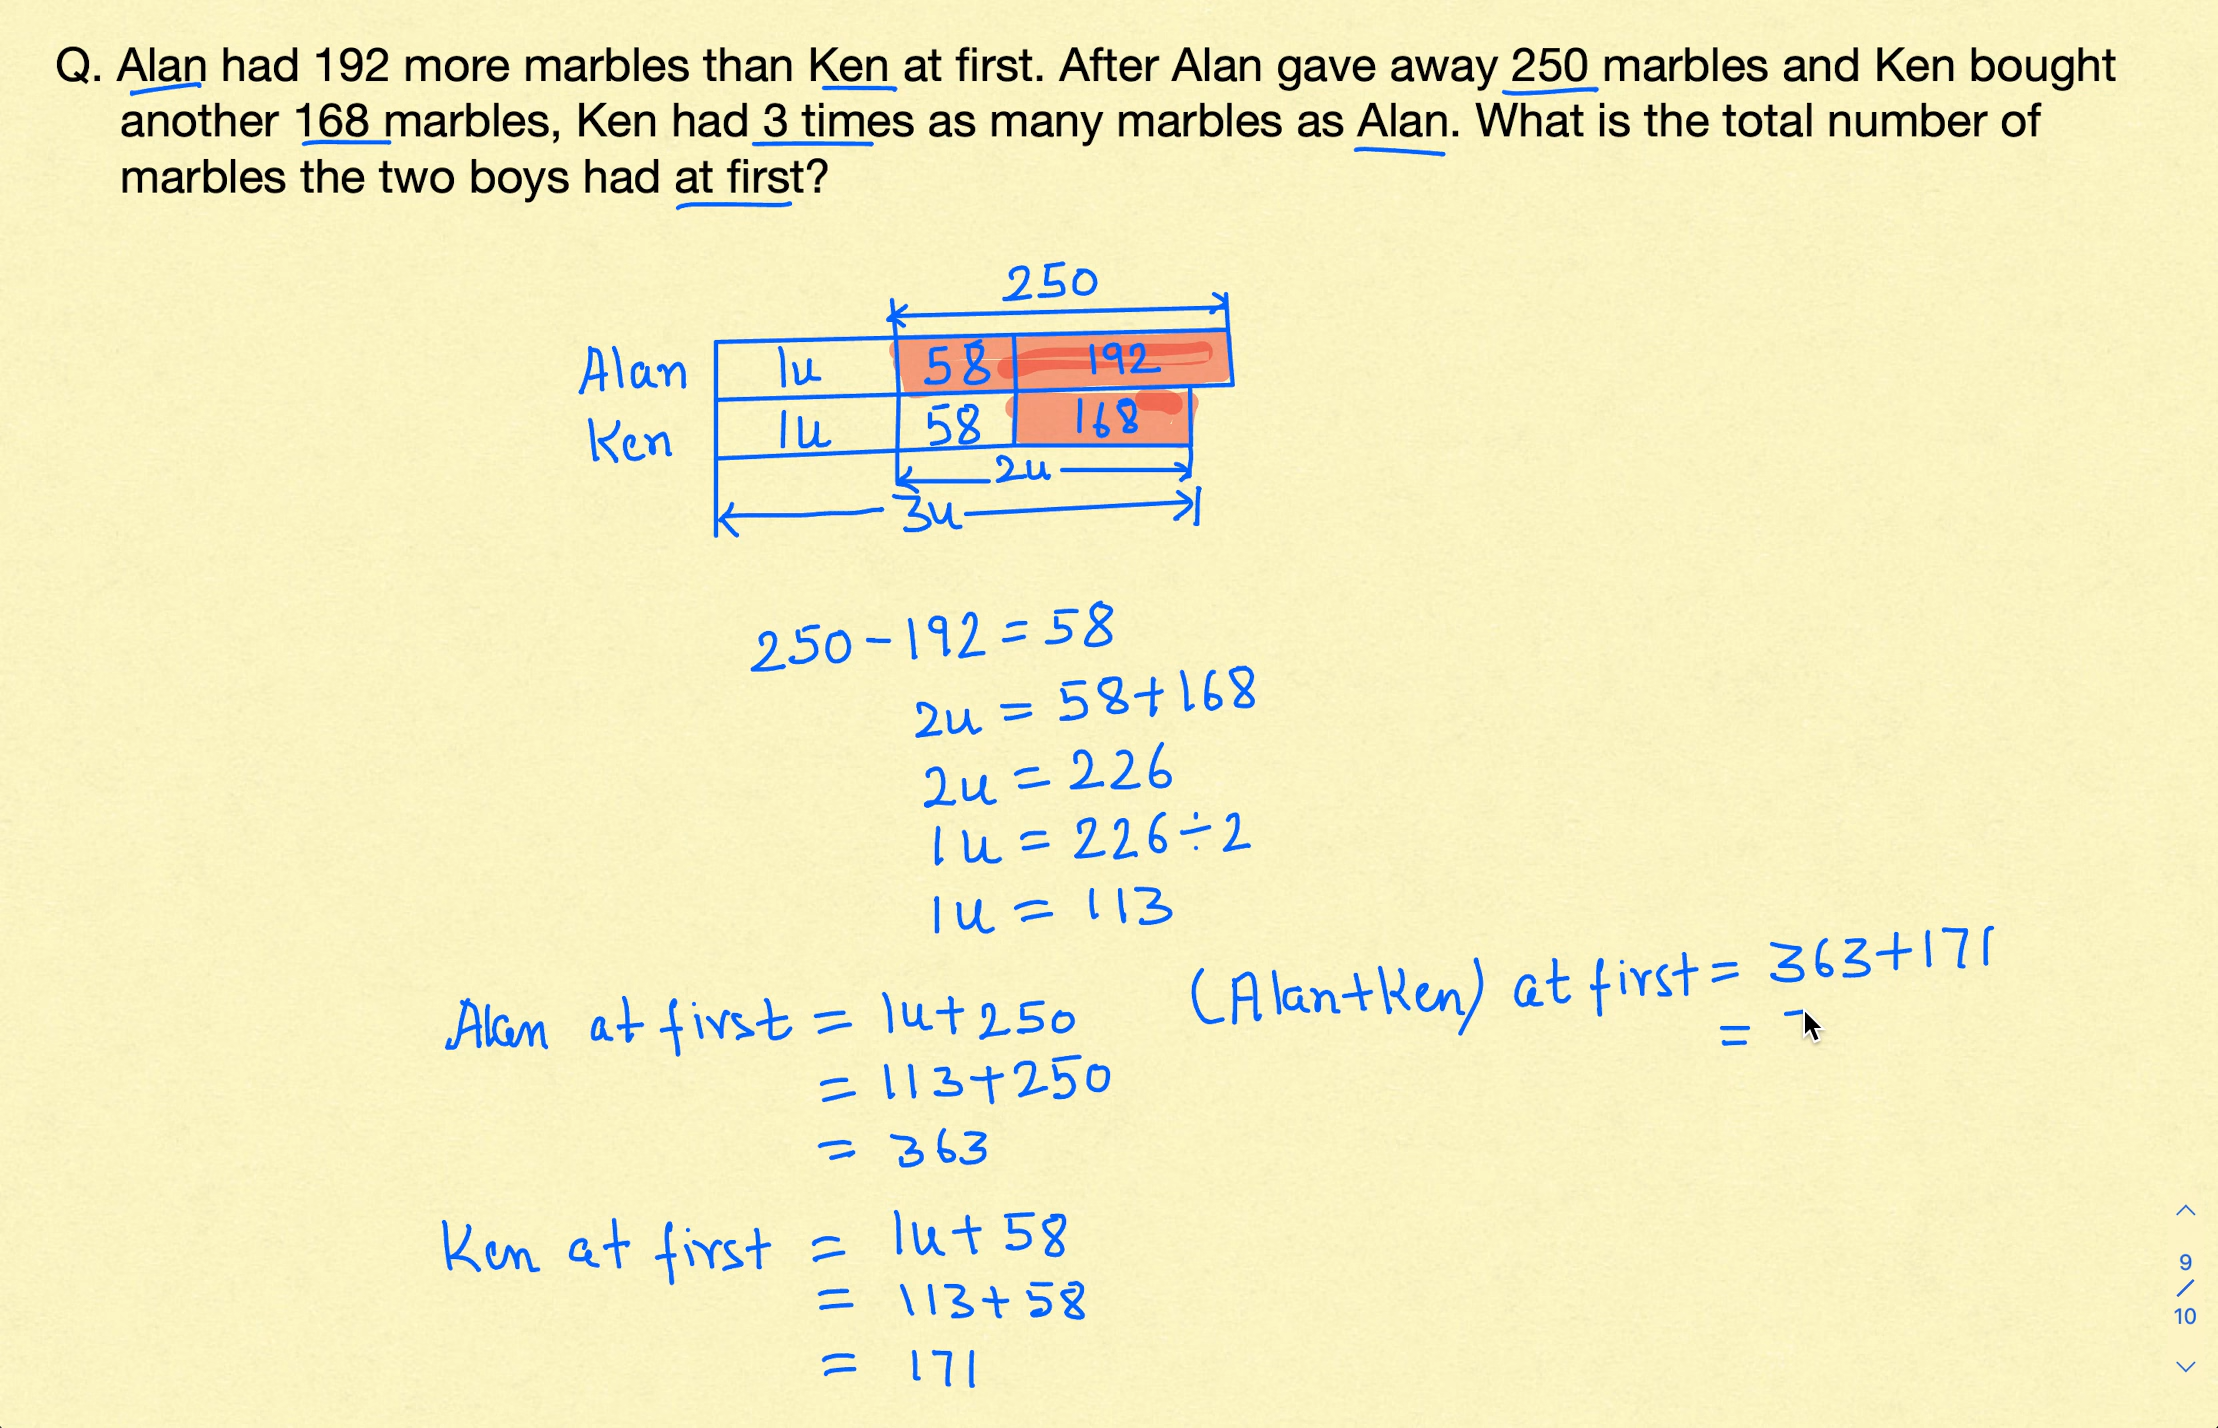 Q. Alan had 192 more marbles than Ken at first. After Alan gave away 250 marbles and Ken bought
another 168 marbles, Ken had 3 times as many marbles as Alan. What is the total number of
marbles the two boys had at first?
250
Alan 1u 58 192
Ken 1u 58 168
2u
3u
250-192=58
2u = 58+168
2u = 226
1u = 226÷2
1u = 113
Alan at first = 1u+250
= 113+250
= 363
Ken at first = 1u+58
= 113+58
= 171
(Alan+Ken) at first = 363+171
=
9
/
10